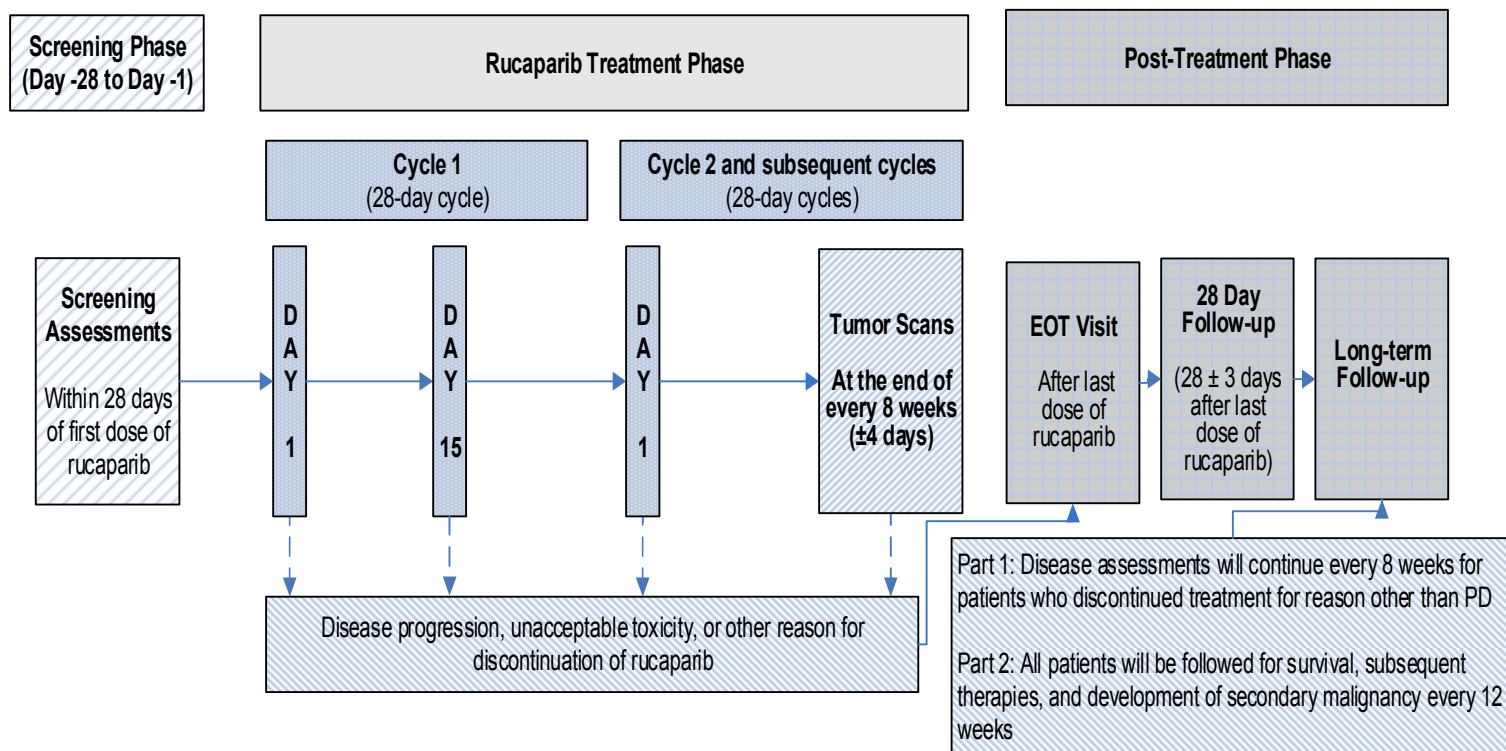 Screening Phase
(Day -28 to Day -1)
Rucaparib Treatment Phase
Post-Treatment Phase
Cycle 1
(28-day cycle)
Cycle 2 and subsequent cycles
(28-day cycles)
Screening
Assessments
Within 28 days
of first dose of
rucaparib
DAY 1
DAY 15
DAY 1
Tumor Scans
At the end of
every 8 weeks
(±4 days)
EOT Visit
After last
dose of
rucaparib
28 Day
Follow-up
(28 ± 3 days
after last
dose of
rucaparib)
Long-term
Follow-up
Disease progression, unacceptable toxicity, or other reason for
discontinuation of rucaparib
Part 1: Disease assessments will continue every 8 weeks for
patients who discontinued treatment for reason other than PD
Part 2: All patients will be followed for survival, subsequent
therapies, and development of secondary malignancy every 12
weeks